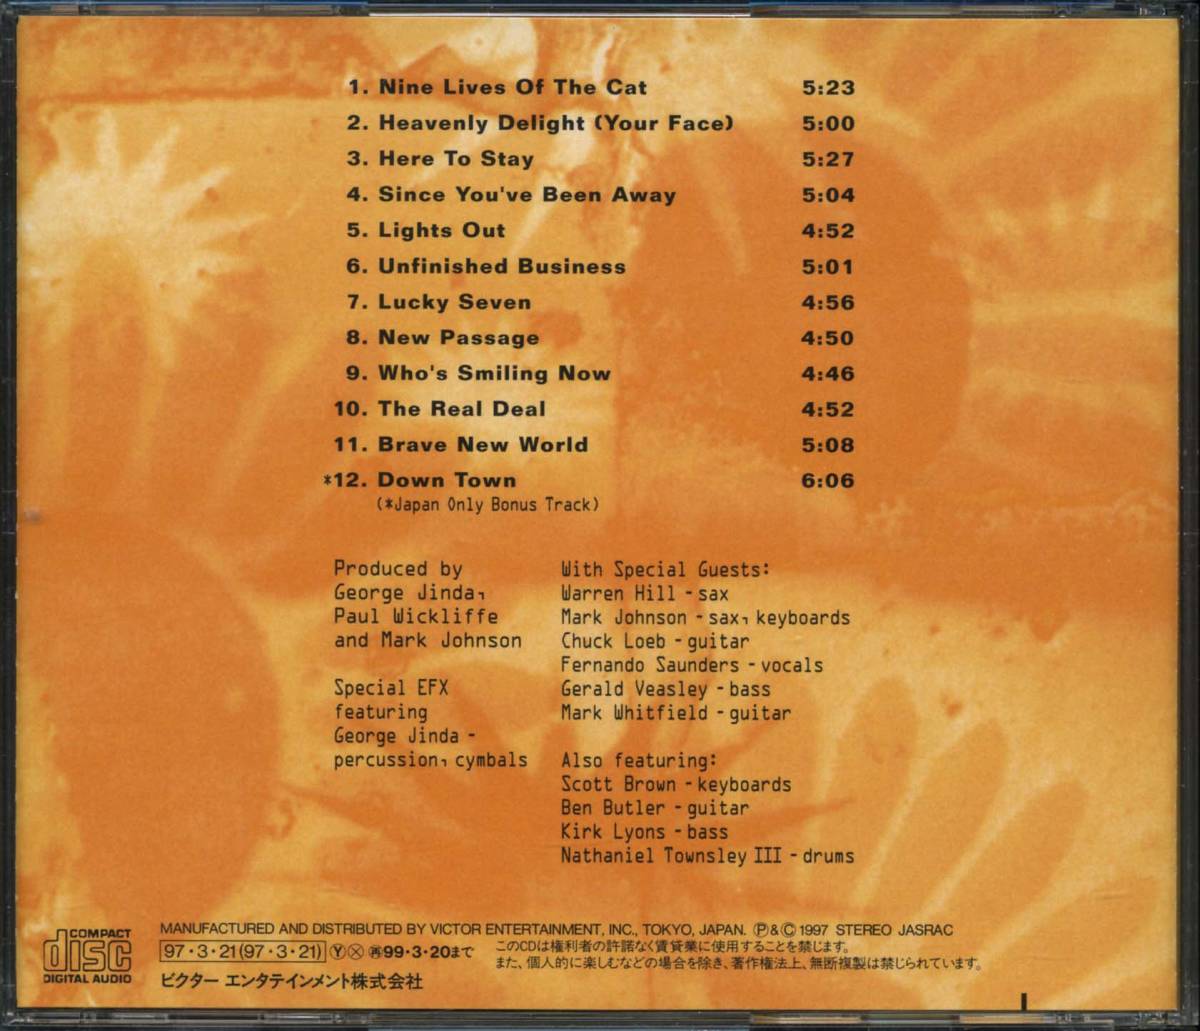 1. Nine Lives Of The Cat 5:23
2. Heavenly Delight (Your Face) 5:00
3. Here To Stay 5:27
4. Since You've Been Away 5:04
5. Lights Out 4:52
6. Unfinished Business 5:01
7. Lucky Seven 4:56
8. New Passage 4:50
9. Who's Smiling Now 4:46
10. The Real Deal 4:52
11. Brave New World 5:08
*12. Down Town 6:06
(*Japan Only Bonus Track)
Produced by
George Jinda,
Paul Wickliffe
and Mark Johnson
Special EFX
featuring
George Jinda -
percussion, cymbals
With Special Guests:
Warren Hill - sax
Mark Johnson - sax, keyboards
Chuck Loeb - guitar
Fernando Saunders - vocals
Gerald Veasley - bass
Mark Whitfield - guitar
Also featuring:
Scott Brown - keyboards
Ben Butler - guitar
Kirk Lyons - bass
Nathaniel Townsley III - drums
COMPACT
disc
DIGITAL AUDIO
MANUFACTURED AND DISTRIBUTED BY VICTOR ENTERTAINMENT, INC., TOKYO, JAPAN. Ⓟ&Ⓒ 1997 STEREO JASRAC
97・3・21(97・3・21) Ⓨ Ⓧ ㊢99・3・20まで
このCDは権利者の許諾なく賃貸業に使用することを禁じます。
また、個人的に楽しむなどの場合を除き、著作権法上、無断複製は禁じられています。
ビクター エンタテインメント株式会社